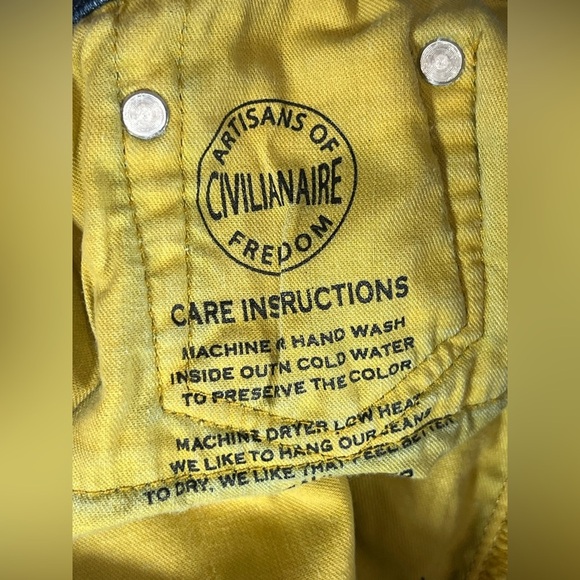 ARTISANS OF
CIVILIANAIRE
FREDOM
CARE INSRUCTIONS
MACHINE R HAND WASH
INSIDE OUTN COLD WATER
TO PRESERVE THE COLOR
MACHINE DRYER LOW HEAT
WE LIKE TO HANG OUR JEANS
TO DRY, WE LIKE THAT FEEL BETTER